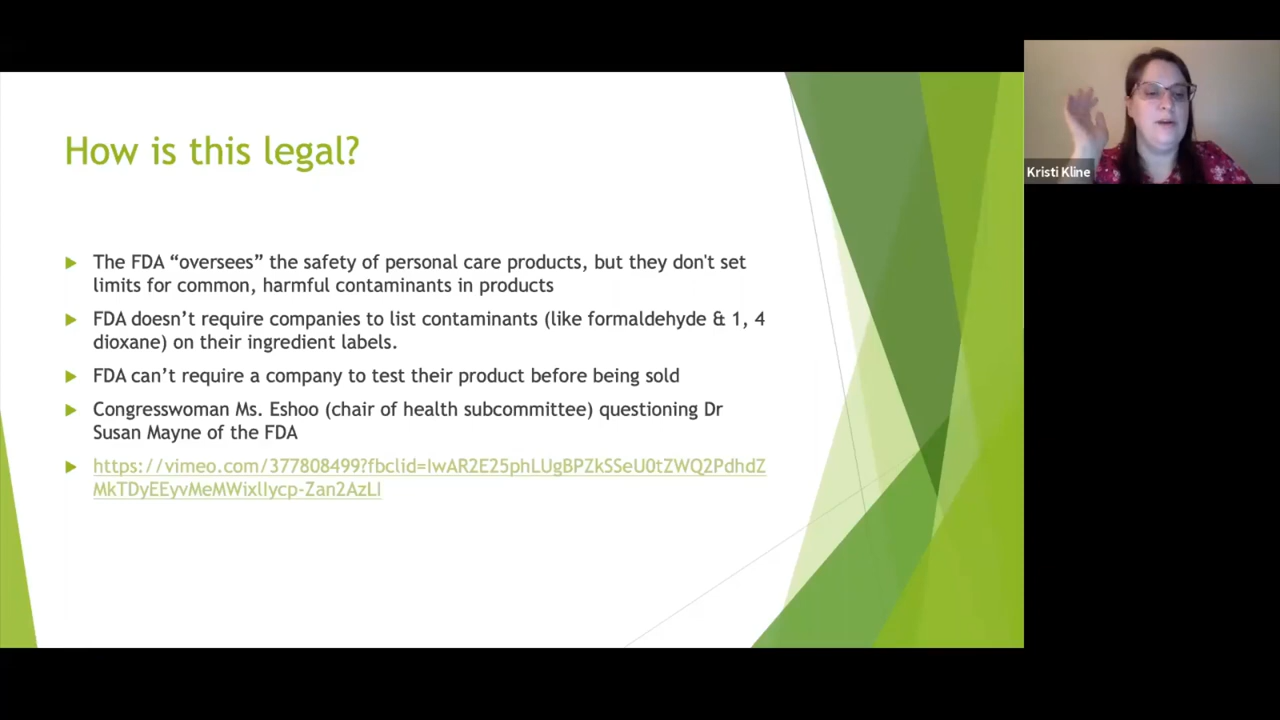 How is this legal?
The FDA “oversees” the safety of personal care products, but they don't set
limits for common, harmful contaminants in products
FDA doesn’t require companies to list contaminants (like formaldehyde & 1, 4
dioxane) on their ingredient labels.
FDA can’t require a company to test their product before being sold
Congresswoman Ms. Eshoo (chair of health subcommittee) questioning Dr
Susan Mayne of the FDA
https://vimeo.com/377808499?fbclid=IwAR2E25phLUgBPZkSSeU0tZWQ2PdhdZ
MkTDyEEyvMeMWixlIycp-Zan2AzLI
Kristi Kline